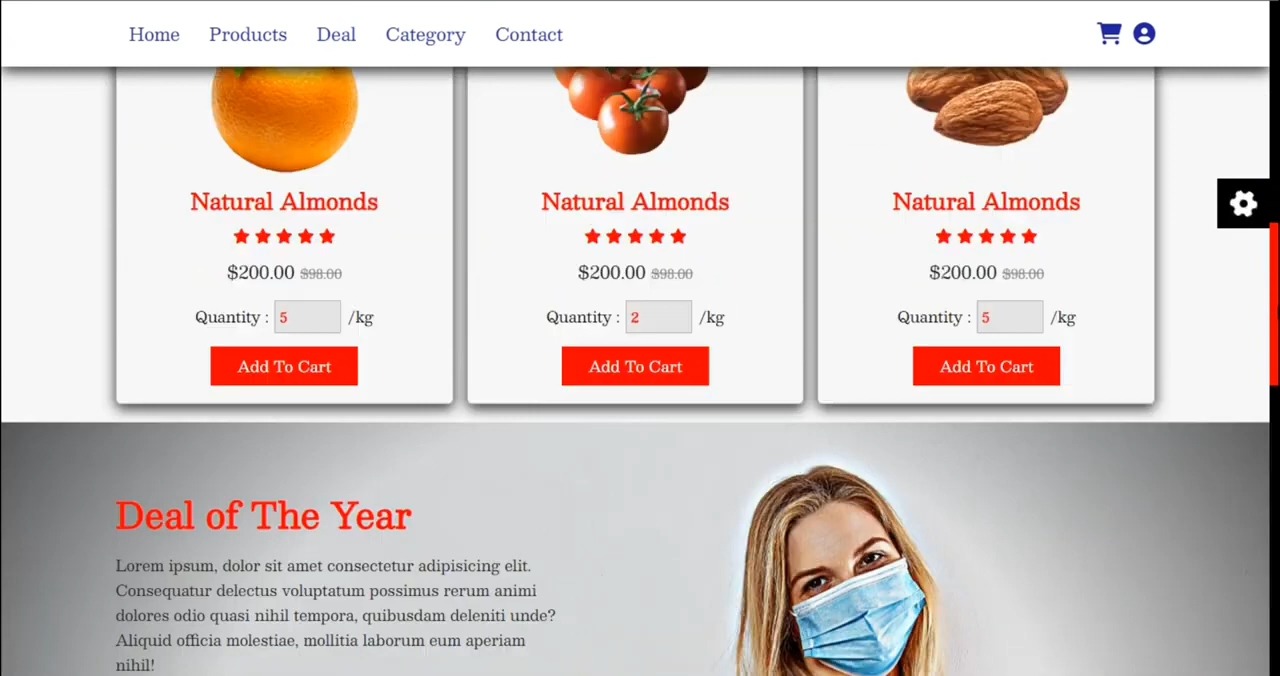 Home Products Deal Category Contact
Natural Almonds Natural Almonds Natural Almonds
$200.00 $98.00 $200.00 $98.00 $200.00 $98.00
Quantity : 5 /kg Quantity : 2 /kg Quantity : 5 /kg
Add To Cart Add To Cart Add To Cart
Deal of The Year
Lorem ipsum, dolor sit amet consectetur adipisicing elit.
Consequatur delectus voluptatum possimus rerum animi
dolores odio quasi nihil tempora, quibusdam deleniti unde?
Aliquid officia molestiae, mollitia laborum eum aperiam
nihil!